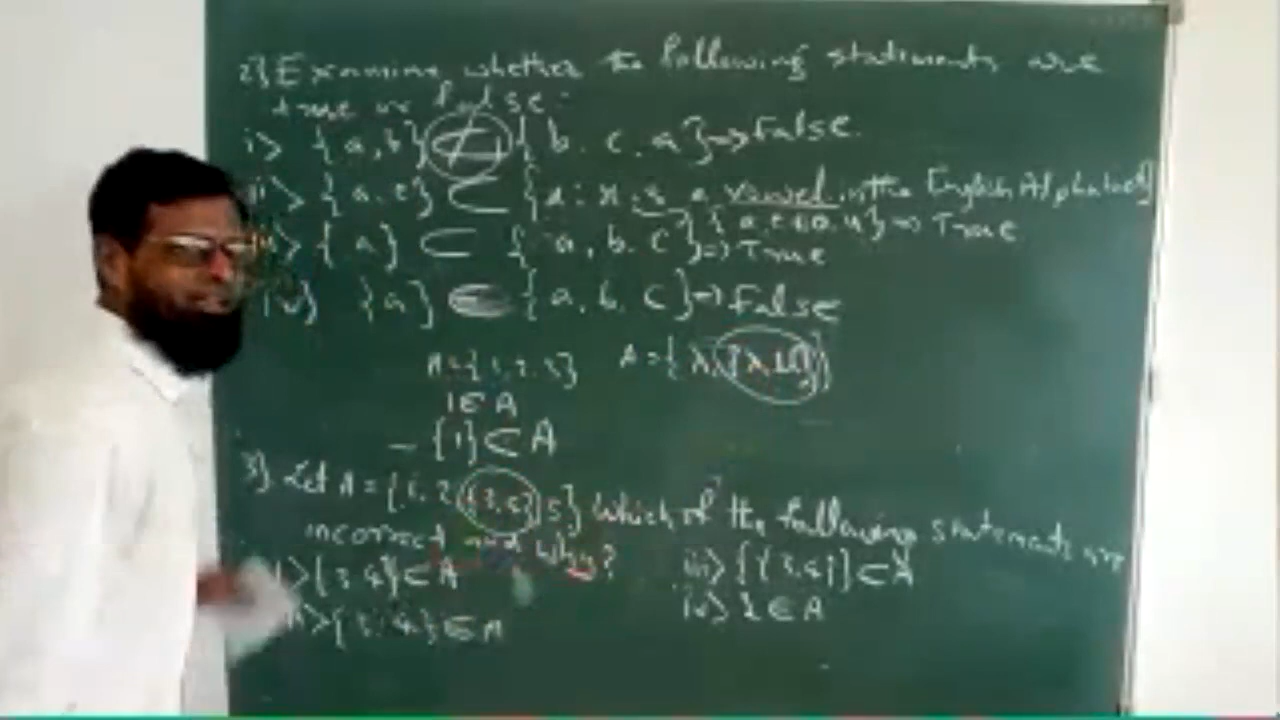 2} Examine whether the following statements are
true or false:
i> {a, b} ⊄ { b. c. a} => False.
ii> { a. e} ⊂ { x : x is a vowel in the English Alphabet}
{ a. e. i. o. u} => True
{ a } ⊂ { a, b. c } => True
iv) {a} { a, b, c } => False
A = {1, 2, 3} A = {
1 ∈ A
{1} ⊂ A
3} Let A = {1, 2, {3, 4}, 5} Which of the following statements are
incorrect and why?
i> {3, 4} ⊂ A iii> {{3, 4}} ⊂ A
ii> {3, 4} ∈ A iv> 1 ∈ A